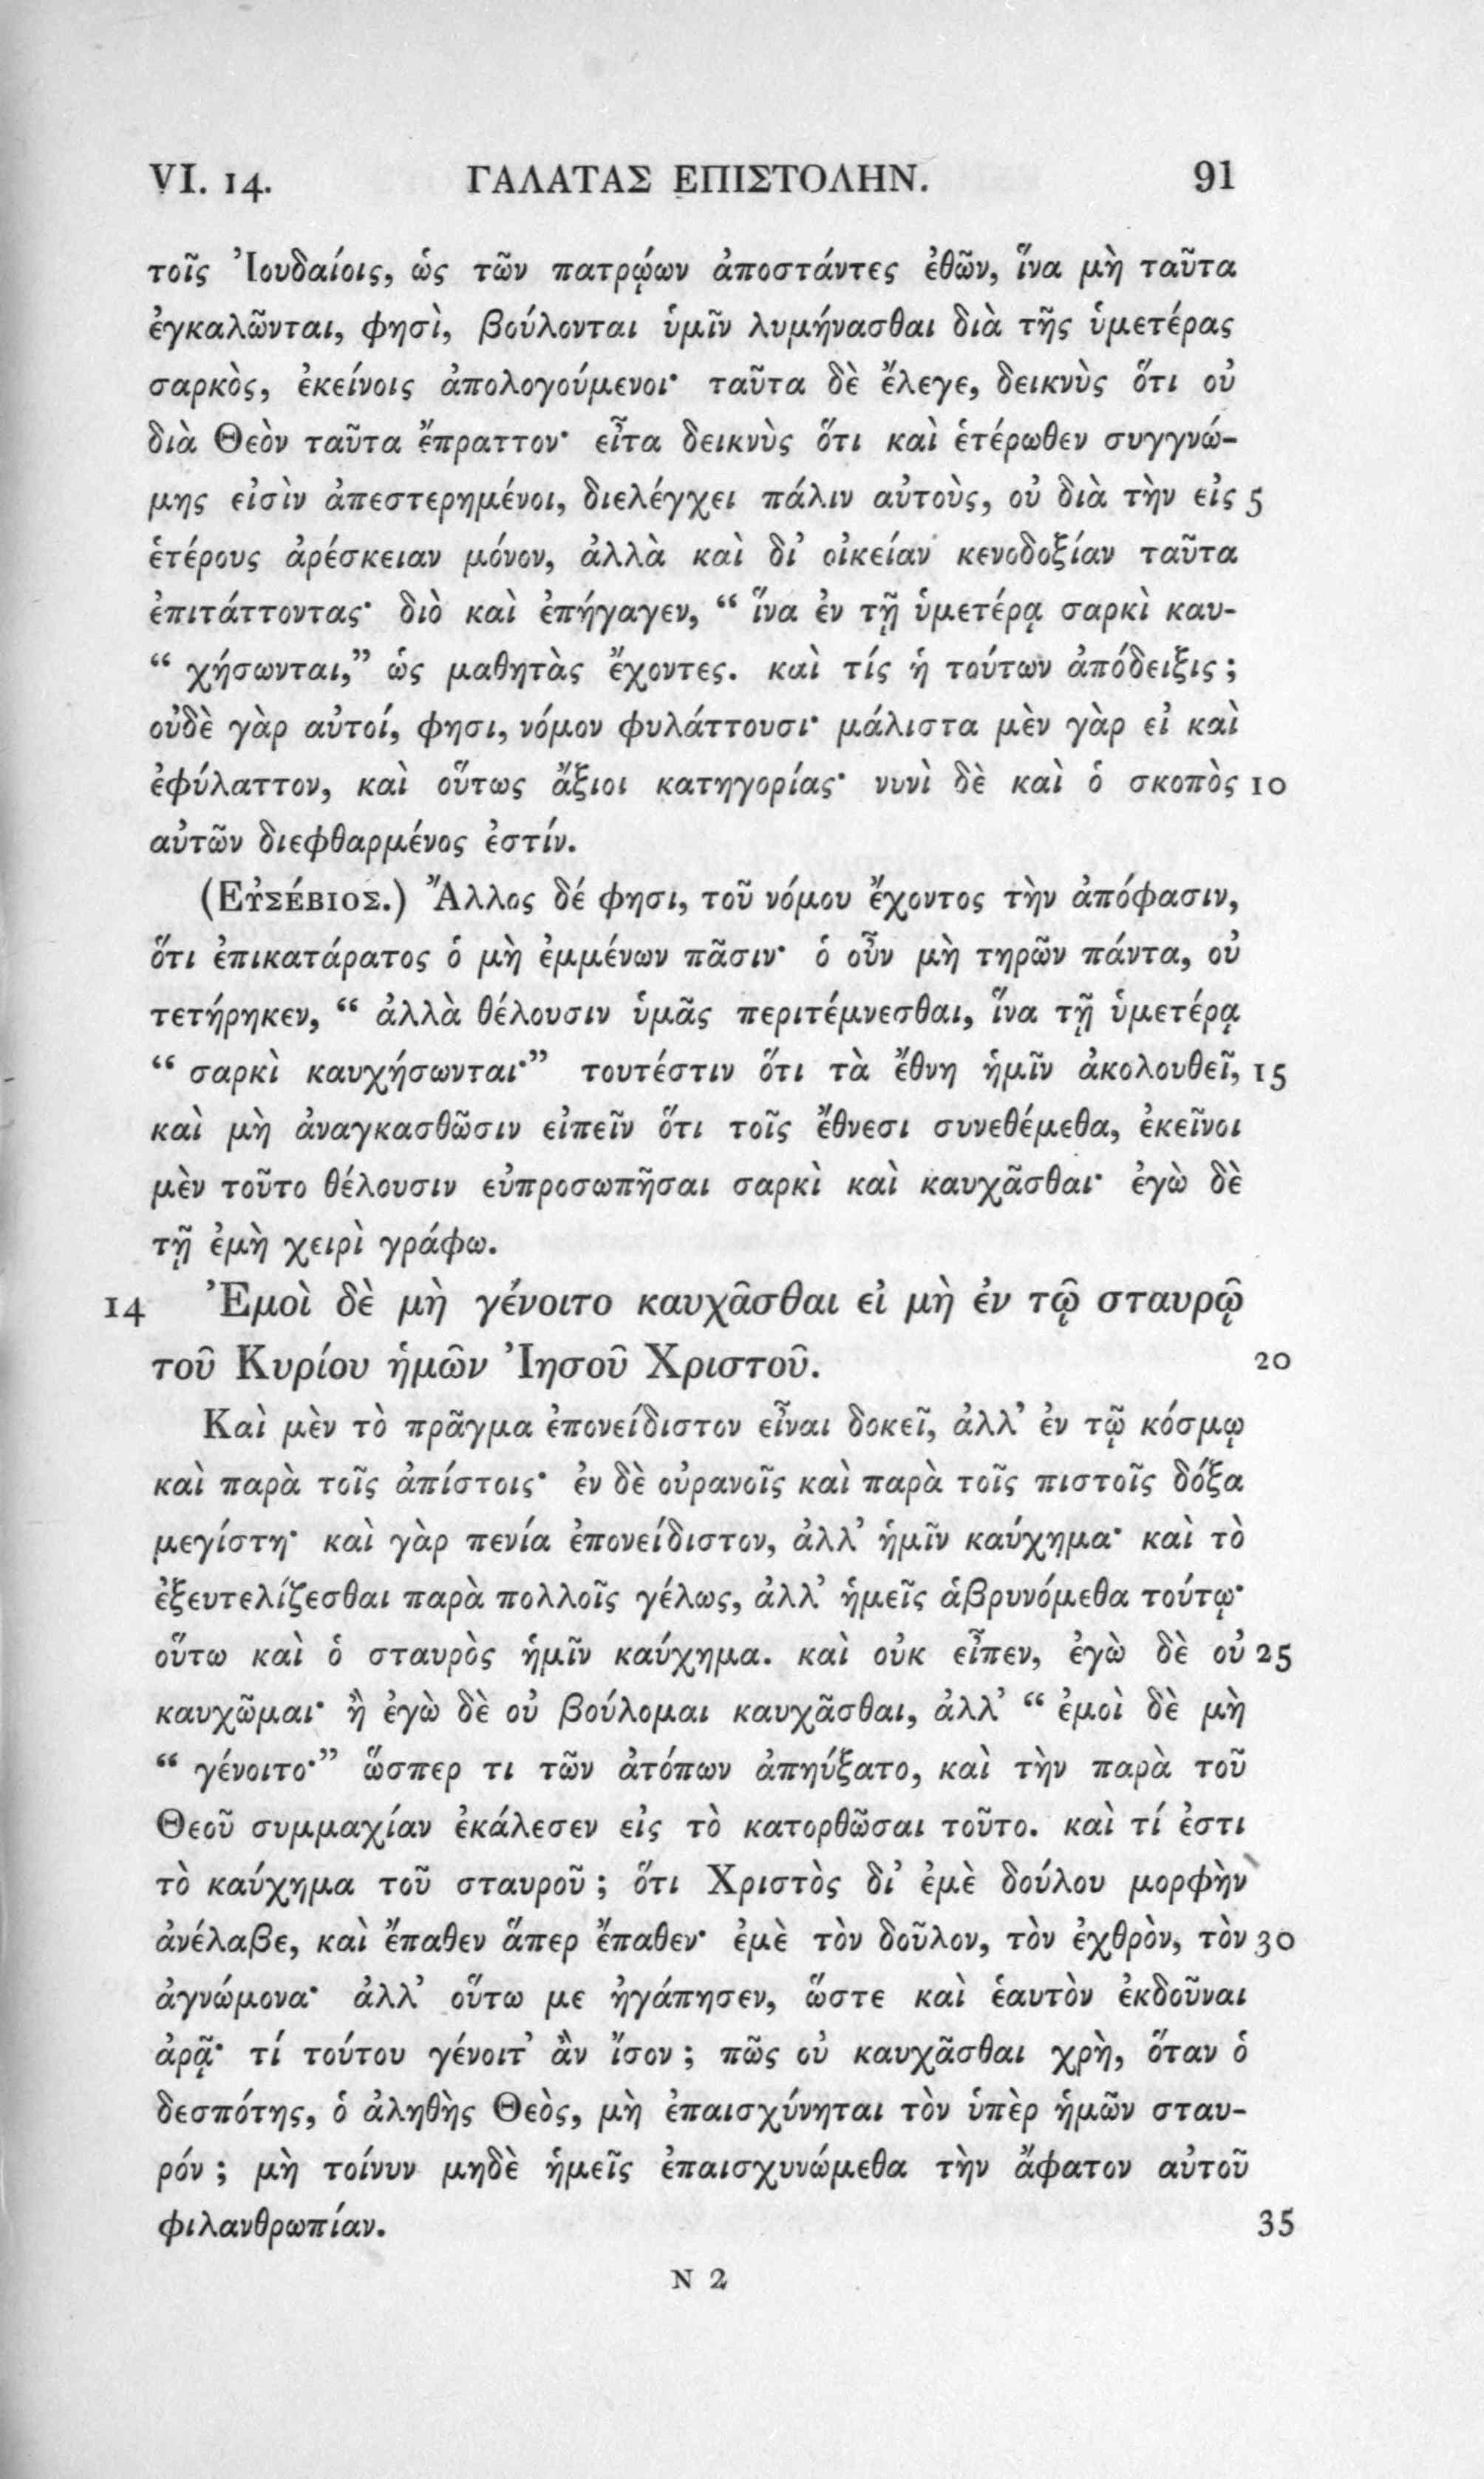 VI. 14. ΓΑΛΑΤΑΣ ΕΠΙΣΤΟΛΗΝ. 91
τοῖς Ἰουδαίοις, ὡς τῶν πατρῴων ἀποστάντες ἐθῶν, ἵνα μὴ ταῦτα
ἐγκαλῶνται, φησὶ, βούλονται ὑμῖν λυμήνασθαι διὰ τῆς ὑμετέρας
σαρκὸς, ἐκείνοις ἀπολογούμενοι· ταῦτα δὲ ἔλεγε, δεικνὺς ὅτι οὐ
διὰ Θεὸν ταῦτα ἔπραττον· εἶτα δεικνὺς ὅτι καὶ ἑτέρωθεν συγγνώ-
μης εἰσὶν ἀπεστερημένοι, διελέγχει πάλιν αὐτοὺς, οὐ διὰ τὴν εἰς 5
ἑτέρους ἀρέσκειαν μόνον, ἀλλὰ καὶ δι’ οἰκείαν κενοδοξίαν ταῦτα
ἐπιτάττοντας· διὸ καὶ ἐπήγαγεν, “ ἵνα ἐν τῇ ὑμετέρᾳ σαρκὶ καυ-
“ χήσωνται,” ὡς μαθητὰς ἔχοντες. καὶ τίς ἡ τούτων ἀπόδειξις ;
οὐδὲ γὰρ αὐτοί, φησι, νόμον φυλάττουσι· μάλιστα μὲν γὰρ εἰ καὶ
ἐφύλαττον, καὶ οὕτως ἄξιοι κατηγορίας· νυνὶ δὲ καὶ ὁ σκοπὸς 10
αὐτῶν διεφθαρμένος ἐστίν.
(ΕΥ̓ΣΈΒΙΟΣ.) Ἄλλος δέ φησι, τοῦ νόμου ἔχοντος τὴν ἀπόφασιν,
ὅτι ἐπικατάρατος ὁ μὴ ἐμμένων πᾶσιν· ὁ οὖν μὴ τηρῶν πάντα, οὐ
τετήρηκεν, “ ἀλλὰ θέλουσιν ὑμᾶς περιτέμνεσθαι, ἵνα τῇ ὑμετέρᾳ
“ σαρκὶ καυχήσωνται·” τουτέστιν ὅτι τὰ ἔθνη ἡμῖν ἀκολουθεῖ, 15
καὶ μὴ ἀναγκασθῶσιν εἰπεῖν ὅτι τοῖς ἔθνεσι συνεθέμεθα, ἐκεῖνοι
μὲν τοῦτο θέλουσιν εὐπροσωπῆσαι σαρκὶ καὶ καυχᾶσθαι· ἐγὼ δὲ
τῇ ἐμὴ χειρὶ γράφω.
14 Ἐμοὶ δὲ μὴ γένοιτο καυχᾶσθαι εἰ μὴ ἐν τῷ σταυρῷ
τοῦ Κυρίου ἡμῶν Ἰησοῦ Χριστοῦ. 20
Καὶ μὲν τὸ πρᾶγμα ἐπονείδιστον εἶναι δοκεῖ, ἀλλ’ ἐν τῷ κόσμῳ
καὶ παρὰ τοῖς ἀπίστοις· ἐν δὲ οὐρανοῖς καὶ παρὰ τοῖς πιστοῖς δόξα
μεγίστη· καὶ γὰρ πενία ἐπονείδιστον, ἀλλ’ ἡμῖν καύχημα· καὶ τὸ
ἐξευτελίζεσθαι παρὰ πολλοῖς γέλως, ἀλλ’ ἡμεῖς ἁβρυνόμεθα τούτῳ·
οὕτω καὶ ὁ σταυρὸς ἡμῖν καύχημα. καὶ οὐκ εἶπεν, ἐγὼ δὲ οὐ 25
καυχῶμαι· ἢ ἐγὼ δὲ οὐ βούλομαι καυχᾶσθαι, ἀλλ’ “ ἐμοὶ δὲ μὴ
“ γένοιτο·” ὥσπερ τι τῶν ἀτόπων ἀπηύξατο, καὶ τὴν παρὰ τοῦ
Θεοῦ συμμαχίαν ἐκάλεσεν εἰς τὸ κατορθῶσαι τοῦτο. καὶ τί ἐστι
τὸ καύχημα τοῦ σταυροῦ ; ὅτι Χριστὸς δι’ ἐμὲ δούλου μορφὴν
ἀνέλαβε, καὶ ἔπαθεν ἅπερ ἔπαθεν· ἐμὲ τὸν δοῦλον, τὸν ἐχθρὸν, τὸν 30
ἀγνώμονα· ἀλλ’ οὕτω με ἠγάπησεν, ὥστε καὶ ἑαυτὸν ἐκδοῦναι
ἀρᾷ· τί τούτου γένοιτ’ ἂν ἴσον ; πῶς οὐ καυχᾶσθαι χρὴ, ὅταν ὁ
δεσπότης, ὁ ἀληθὴς Θεὸς, μὴ ἐπαισχύνηται τὸν ὑπὲρ ἡμῶν σταυ-
ρόν ; μὴ τοίνυν μηδὲ ἡμεῖς ἐπαισχυνώμεθα τὴν ἄφατον αὐτοῦ
φιλανθρωπίαν. 35
N 2